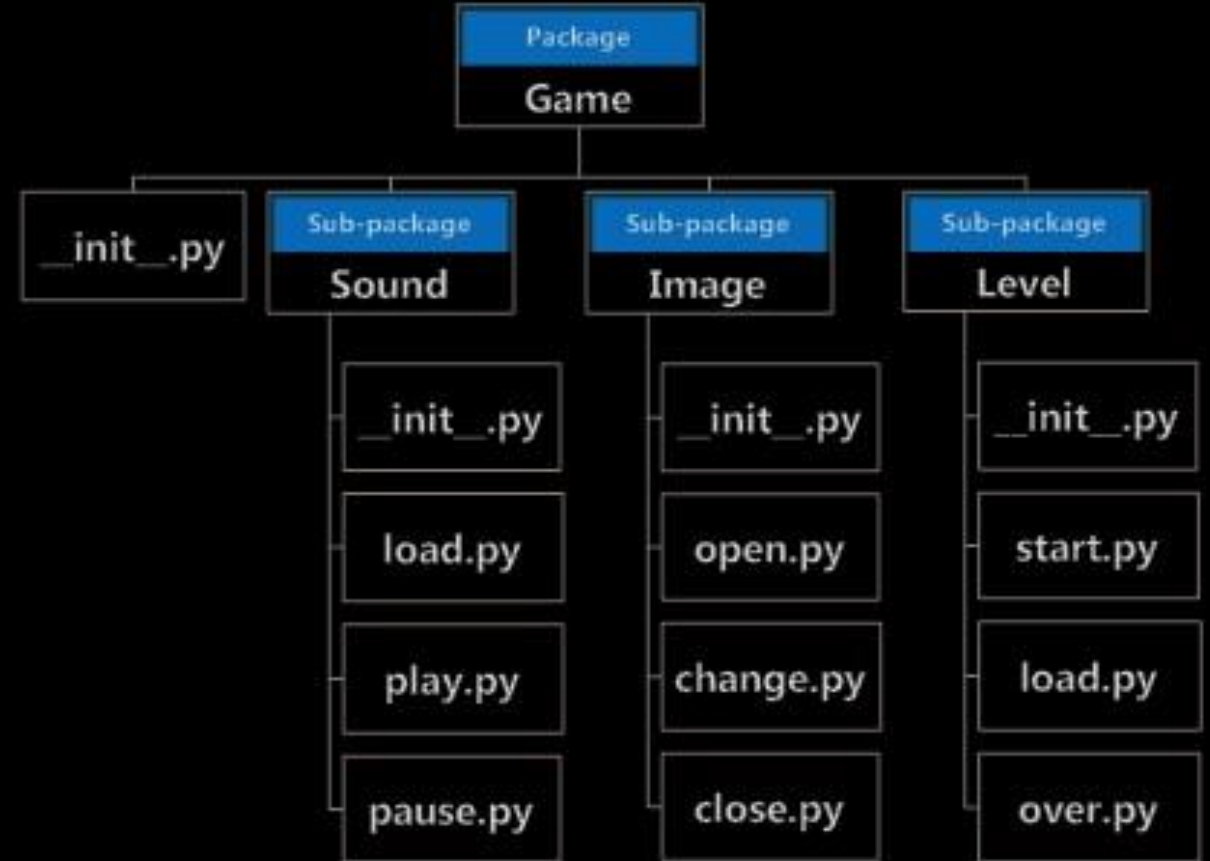 Package
Game
__init__.py
Sub-package
Sound
__init__.py
load.py
play.py
pause.py
Sub-package
Image
__init__.py
open.py
change.py
close.py
Sub-package
Level
__init__.py
start.py
load.py
over.py